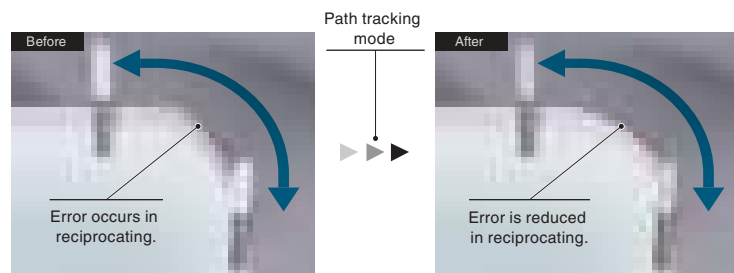 Path tracking
mode
Before
After
Error occurs in
reciprocating.
Error is reduced
in reciprocating.